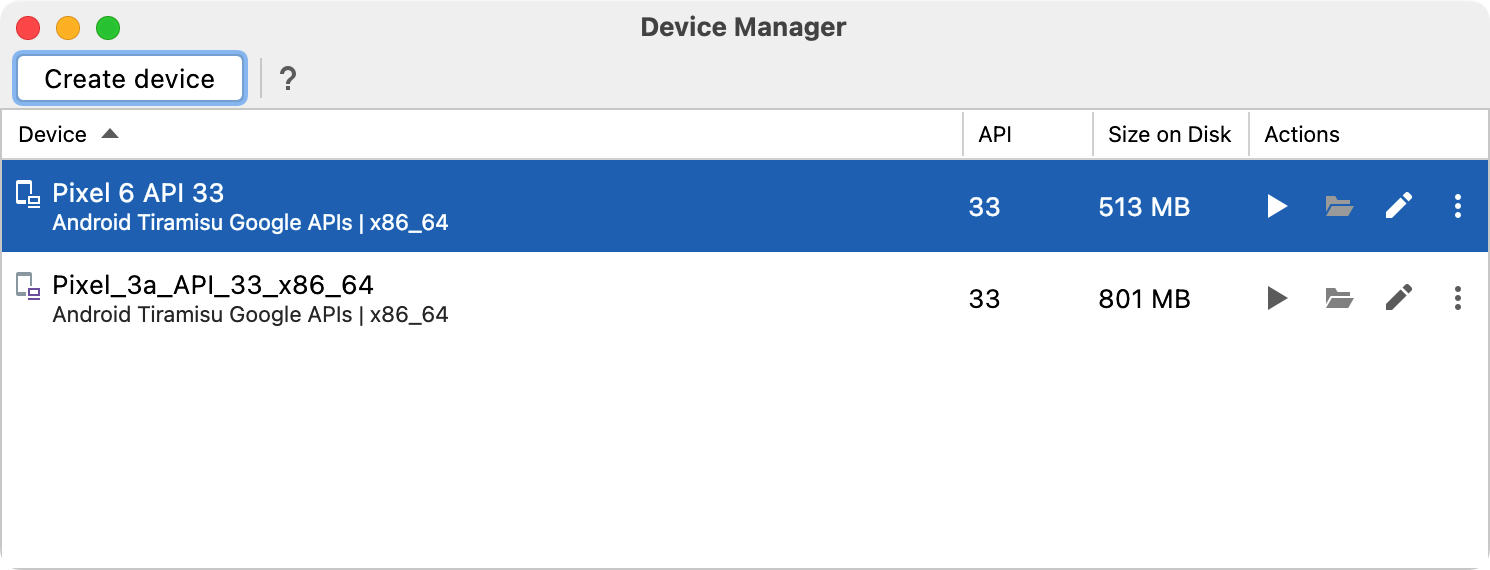 Device Manager
Create device ?
Device API Size on Disk Actions
Pixel 6 API 33
Android Tiramisu Google APIs | x86_64
33 513 MB
Pixel_3a_API_33_x86_64
Android Tiramisu Google APIs | x86_64
33 801 MB